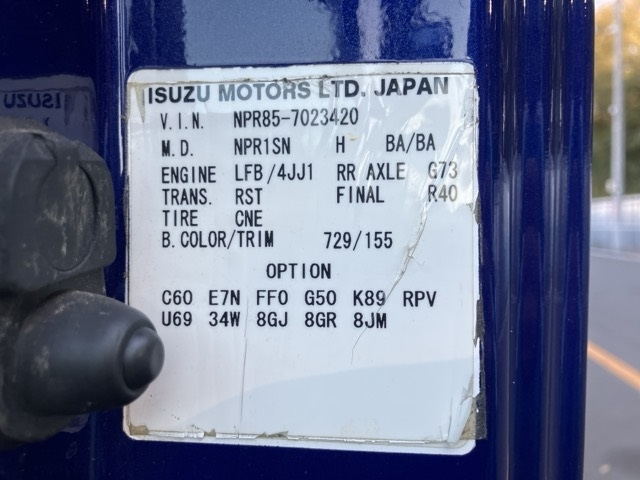 ISUZU MOTORS LTD. JAPAN
V.I.N. NPR85-7023420
M.D. NPR1SN H BA/BA
ENGINE LFB/4JJ1 RR AXLE G73
TRANS. RST FINAL R40
TIRE CNE
B.COLOR/TRIM 729/155
OPTION
C60 E7N FF0 G50 K89 RPV
U69 34W 8GJ 8GR 8JM